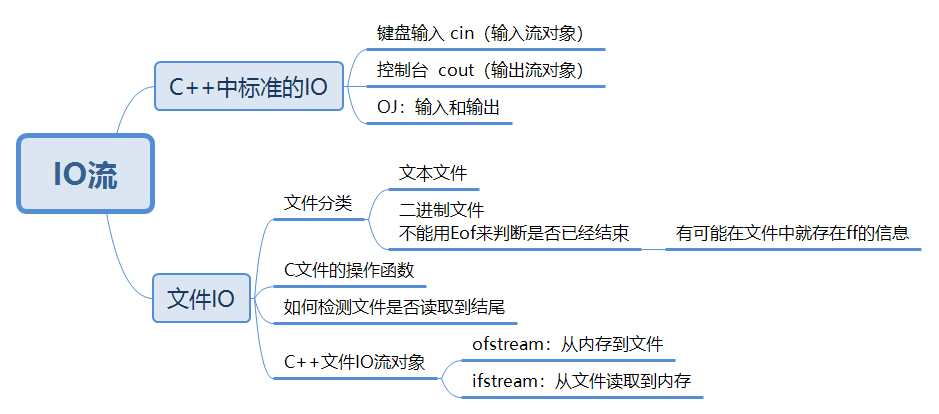 IO流
C++中标准的IO
键盘输入 cin（输入流对象）
控制台 cout（输出流对象）
OJ：输入和输出
文件IO
文件分类
文本文件
二进制文件
不能用Eof来判断是否已经结束
有可能在文件中就存在ff的信息
C文件的操作函数
如何检测文件是否读取到结尾
C++文件IO流对象
ofstream：从内存到文件
ifstream：从文件读取到内存